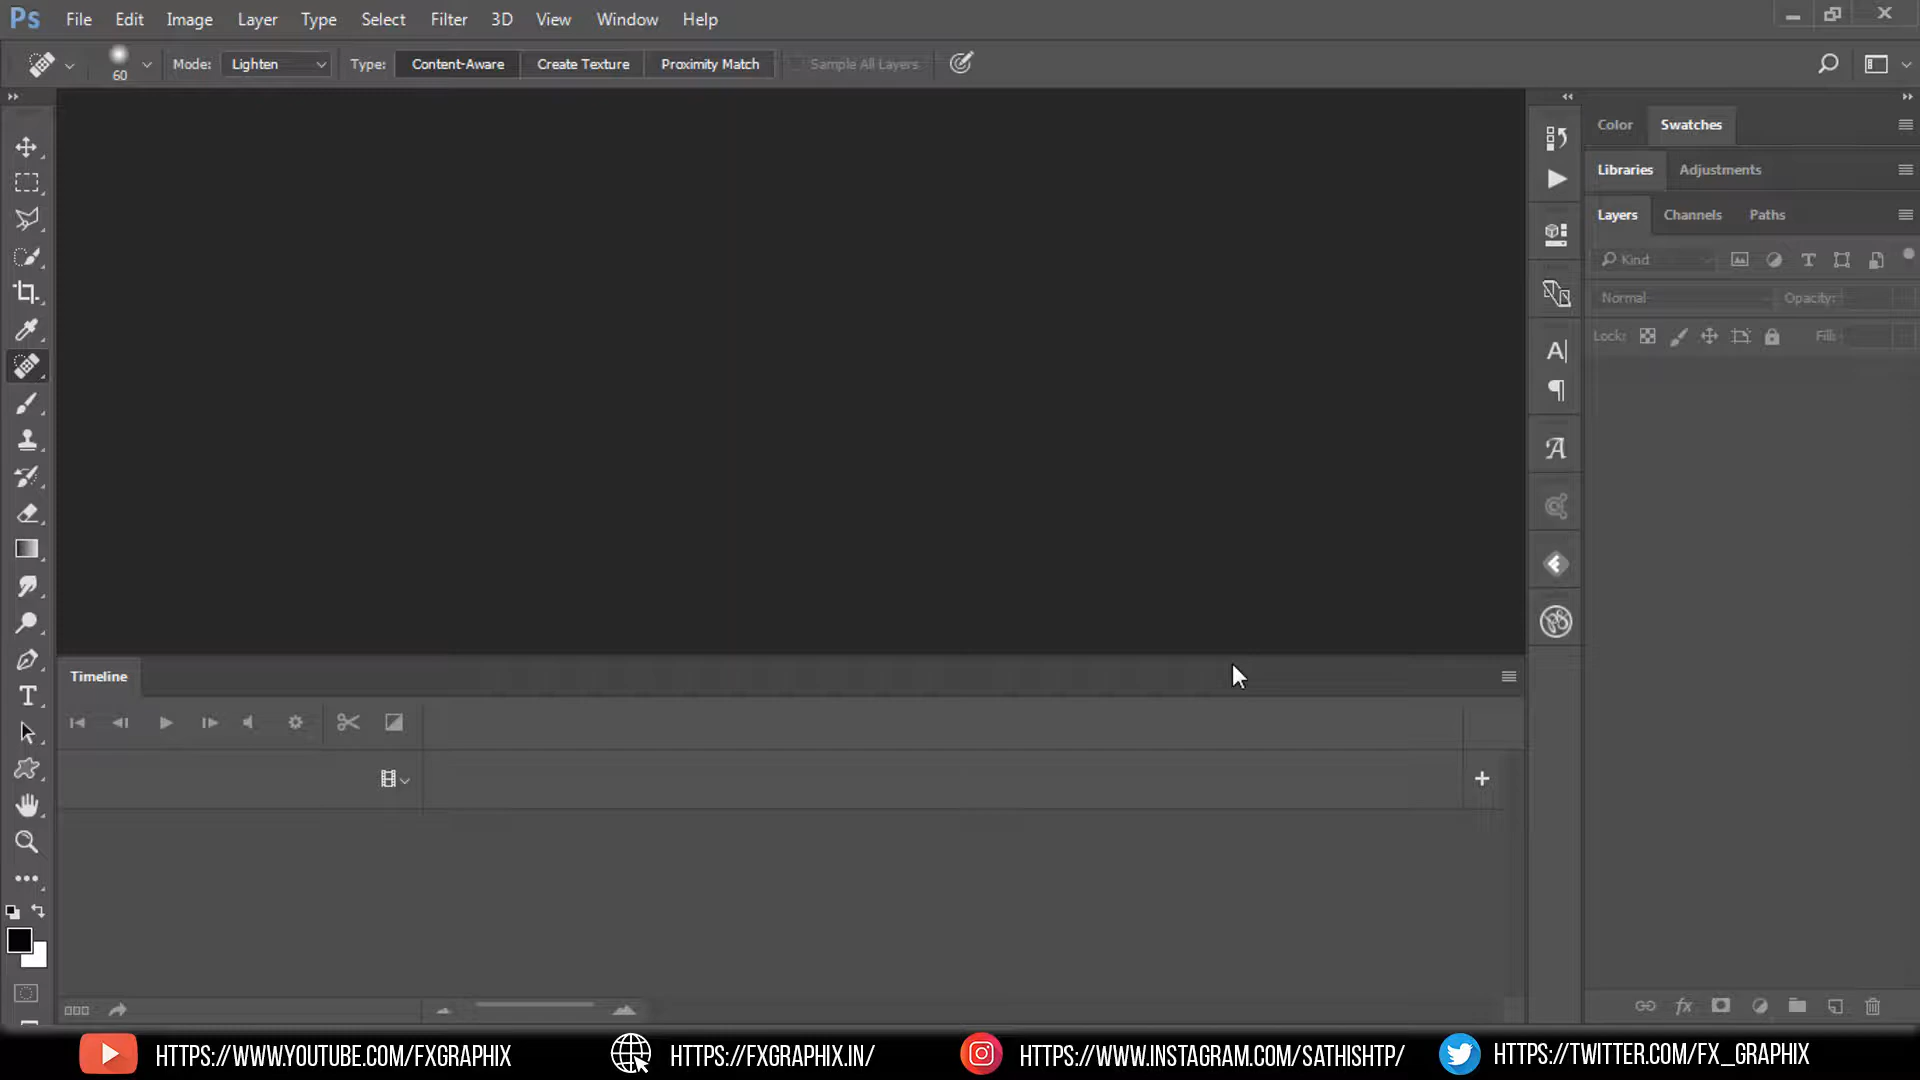 Ps File Edit Image Layer Type Select Filter 3D View Window Help
60 Mode: Lighten Type: Content-Aware Create Texture Proximity Match Sample All Layers
Color Swatches
Libraries Adjustments
Layers Channels Paths
Kind
Normal Opacity:
Lock: Fill:
Timeline
HTTPS://WWW.YOUTUBE.COM/FXGRAPHIX HTTPS://FXGRAPHIX.IN/ HTTPS://WWW.INSTAGRAM.COM/SATHISHTP/ HTTPS://TWITTER.COM/FX_GRAPHIX